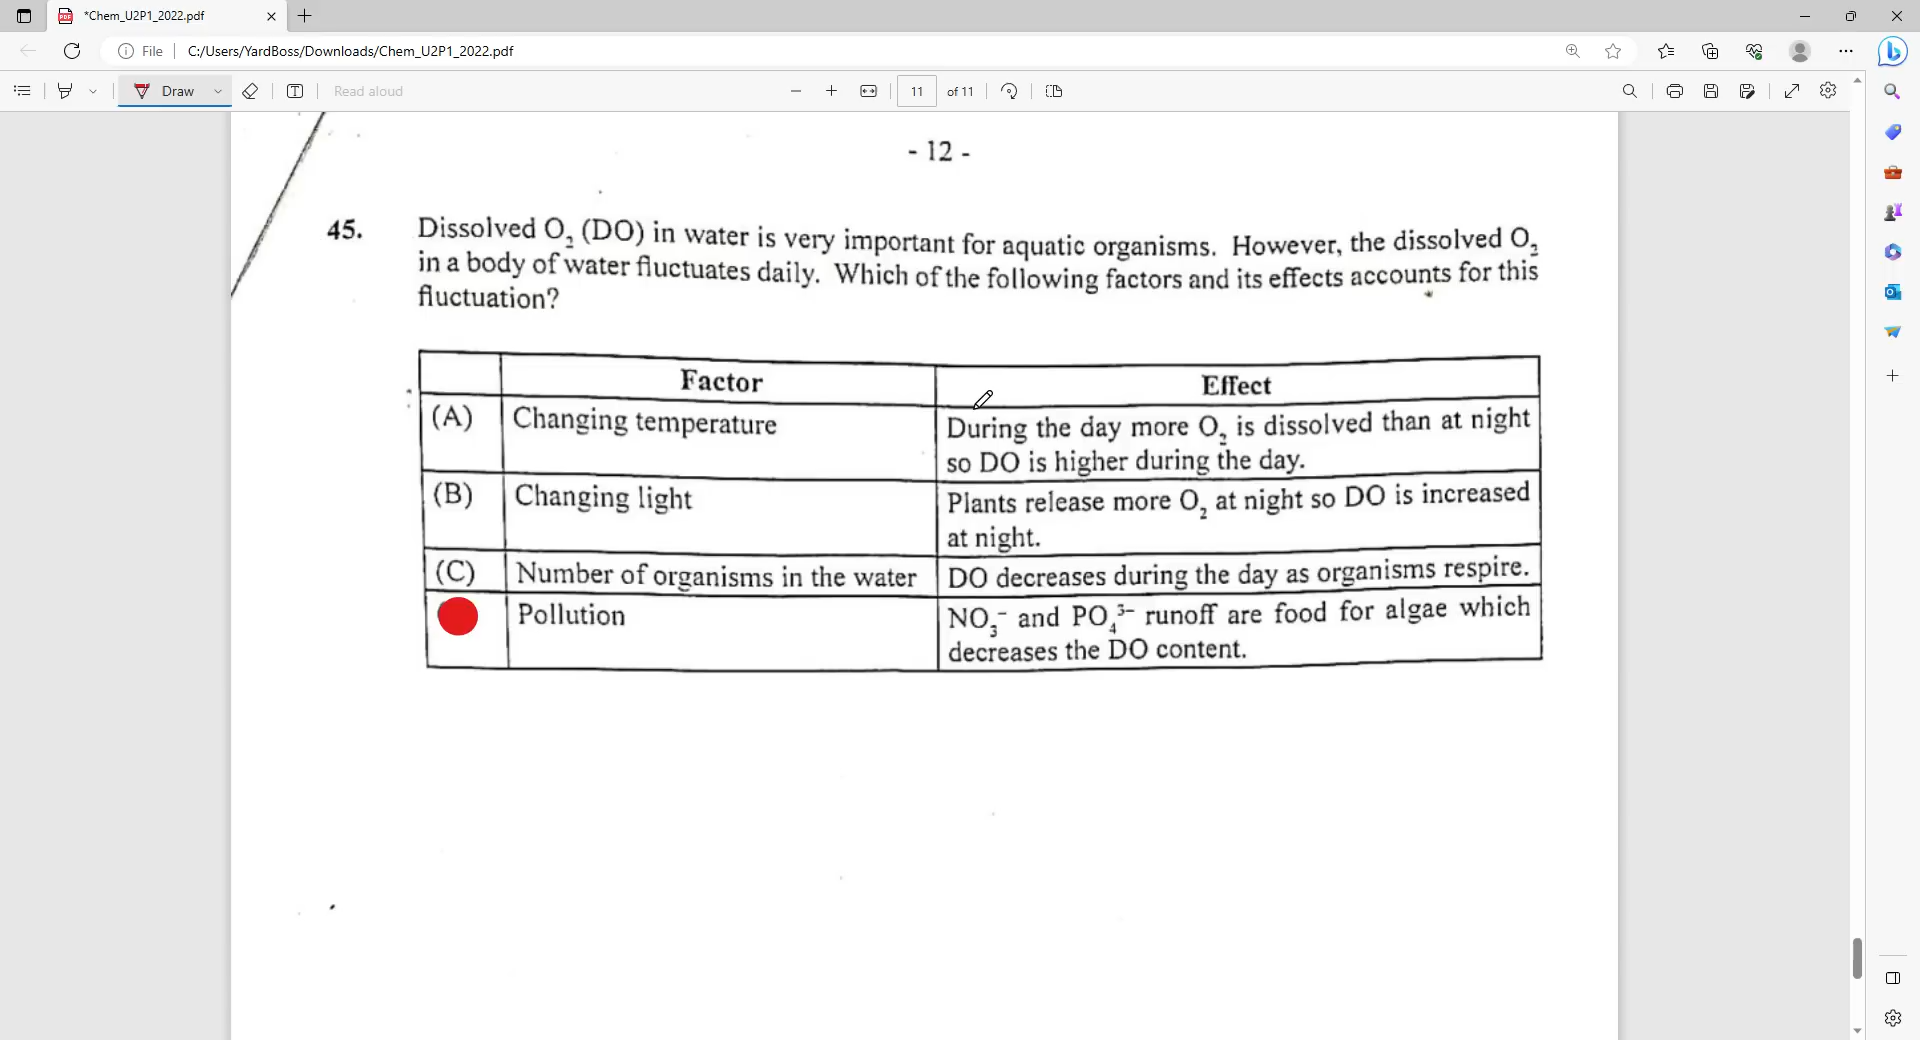 *Chem_U2P1_2022.pdf
File C:/Users/YardBoss/Downloads/Chem_U2P1_2022.pdf
Draw Read aloud 11 of 11
- 12 -
45. Dissolved O₂ (DO) in water is very important for aquatic organisms. However, the dissolved O₂
in a body of water fluctuates daily. Which of the following factors and its effects accounts for this
fluctuation?
Factor Effect
(A) Changing temperature During the day more O₂ is dissolved than at night
so DO is higher during the day.
(B) Changing light Plants release more O₂ at night so DO is increased
at night.
(C) Number of organisms in the water DO decreases during the day as organisms respire.
Pollution NO₃⁻ and PO₄³⁻ runoff are food for algae which
decreases the DO content.